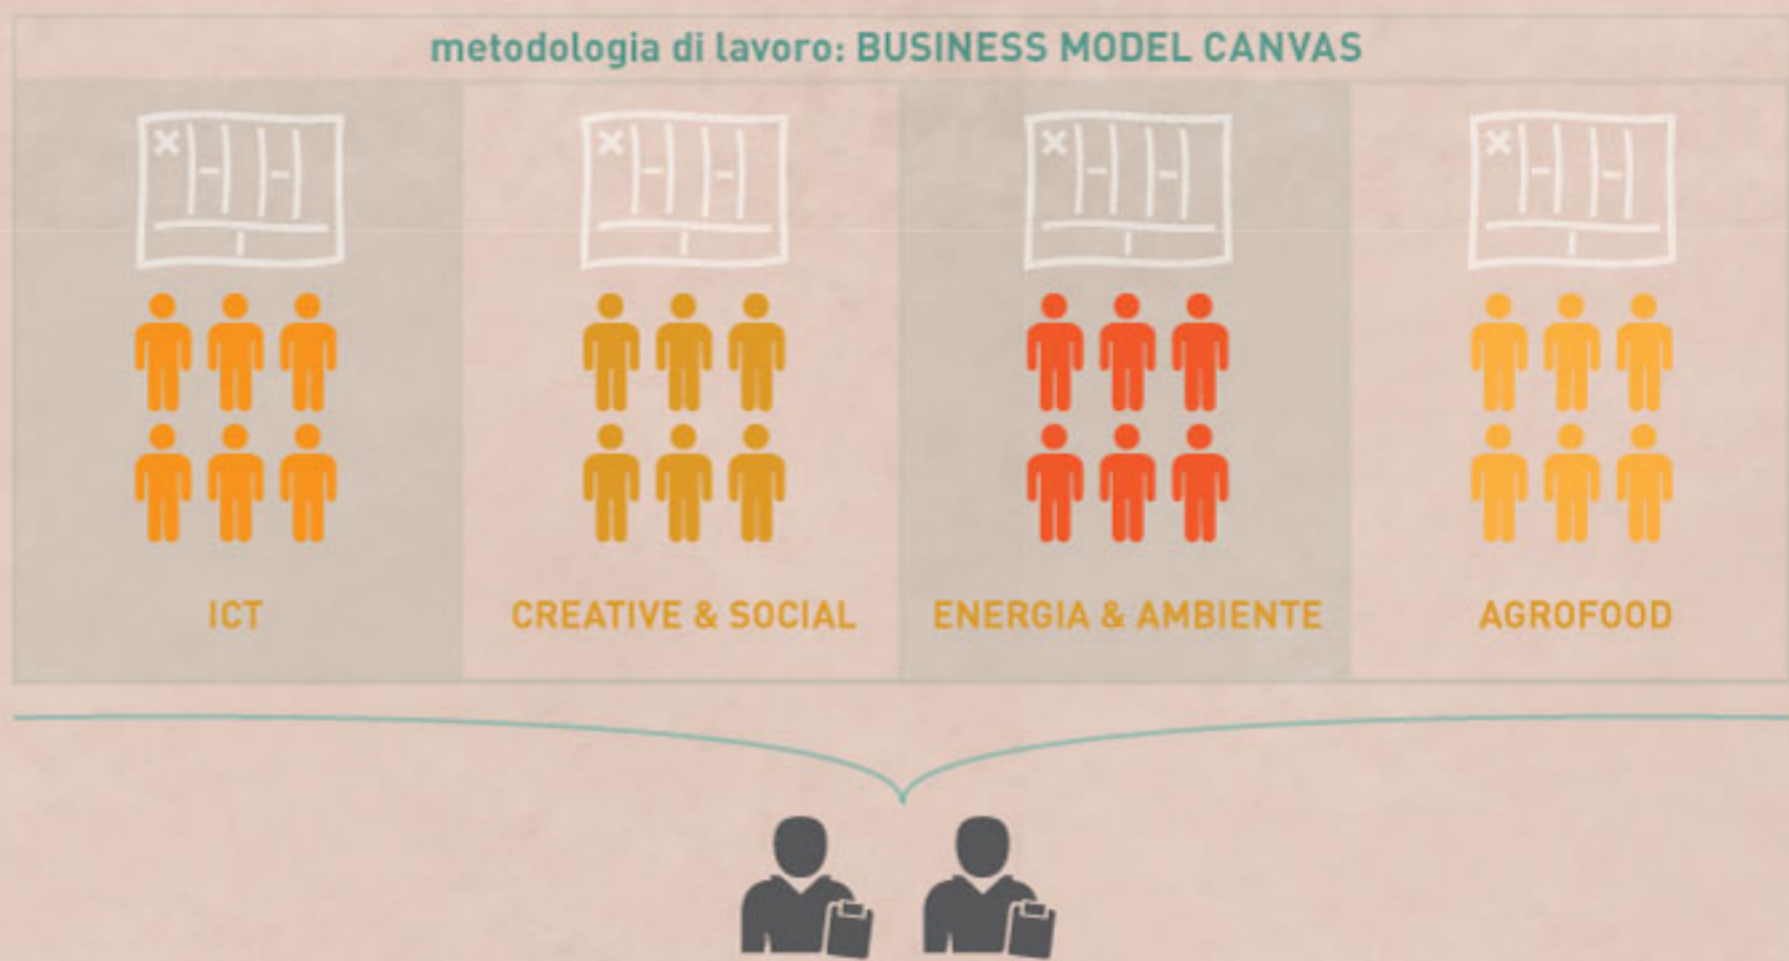 metodologia di lavoro: BUSINESS MODEL CANVAS
ICT
CREATIVE & SOCIAL
ENERGIA & AMBIENTE
AGROFOOD